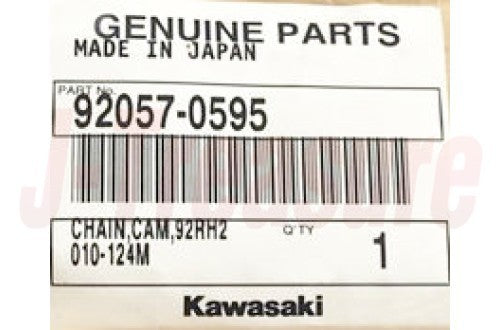 GENUINE PARTS
MADE IN JAPAN
PART No.
92057-0595
CHAIN,CAM,92RH2 Q'TY
010-124M 1
Kawasaki